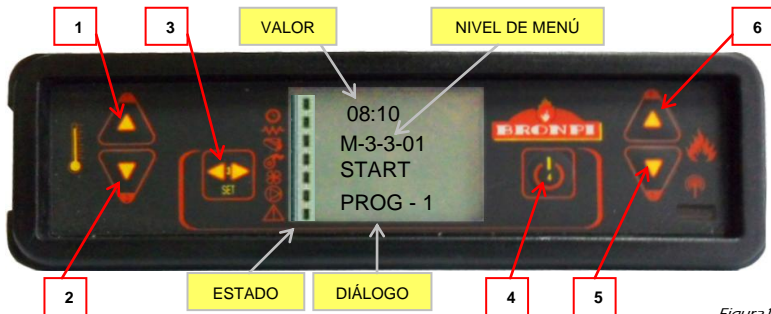 1
3
VALOR
NIVEL DE MENÚ
6
08:10
M-3-3-01
START
PROG - 1
BRONPI
SET
2
ESTADO
DIÁLOGO
4
5